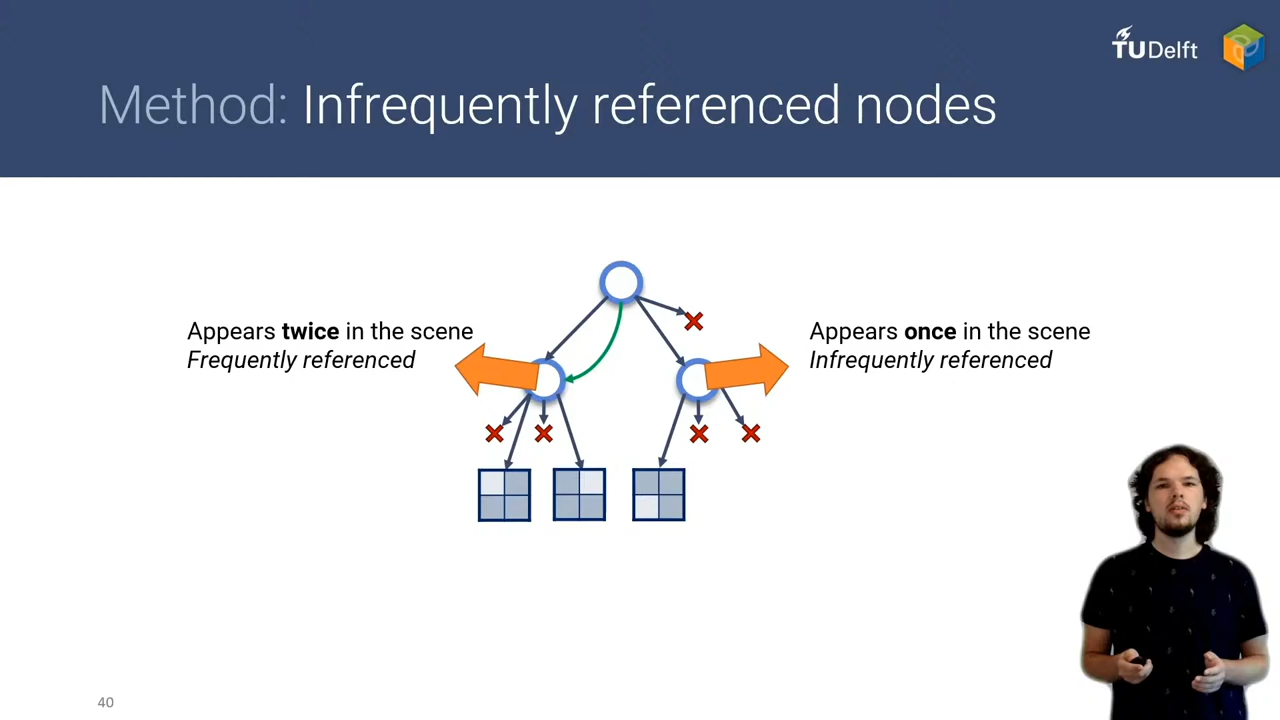 TUDelft
Method: Infrequently referenced nodes
Appears twice in the scene
Frequently referenced
Appears once in the scene
Infrequently referenced
40